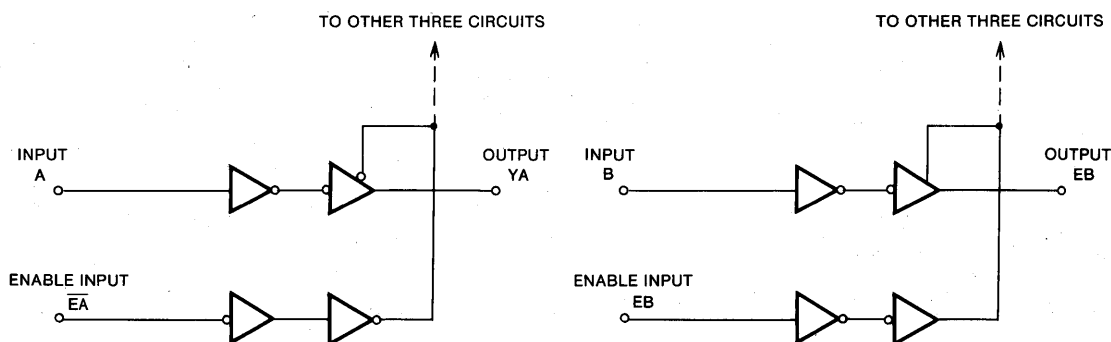 TO OTHER THREE CIRCUITS
INPUT
A
OUTPUT
YA
ENABLE INPUT
EA
TO OTHER THREE CIRCUITS
INPUT
B
OUTPUT
EB
ENABLE INPUT
EB